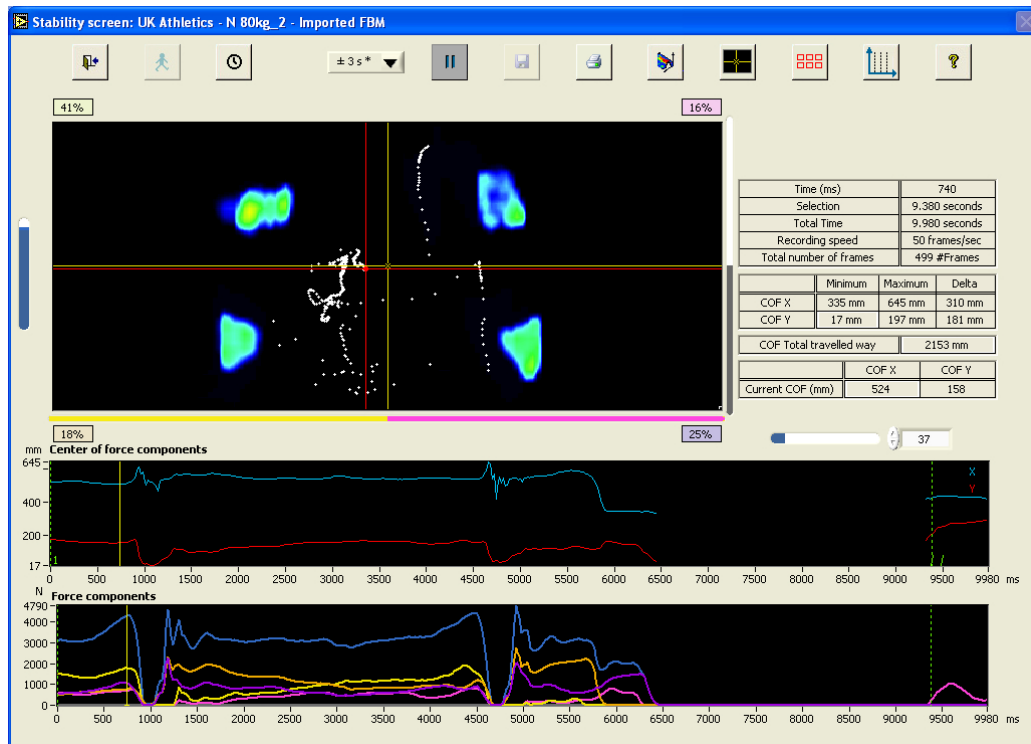 Stability screen: UK Athletics - N 80kg_2 - Imported FBM
± 3 s*
?
41%
16%
Time (ms) 740
Selection 9.380 seconds
Total Time 9.980 seconds
Recording speed 50 frames/sec
Total number of frames 499 #Frames
Minimum Maximum Delta
COF X 335 mm 645 mm 310 mm
COF Y 17 mm 197 mm 181 mm
COF Total travelled way 2153 mm
COF X COF Y
Current COF (mm) 524 158
18%
25%
37
mm Center of force components
645
400
200
17
X
Y
1
0 500 1000 1500 2000 2500 3000 3500 4000 4500 5000 5500 6000 6500 7000 7500 8000 8500 9000 9500 9980 ms
N Force components
4790
4000
3000
2000
1000
0
0 500 1000 1500 2000 2500 3000 3500 4000 4500 5000 5500 6000 6500 7000 7500 8000 8500 9000 9500 9980 ms